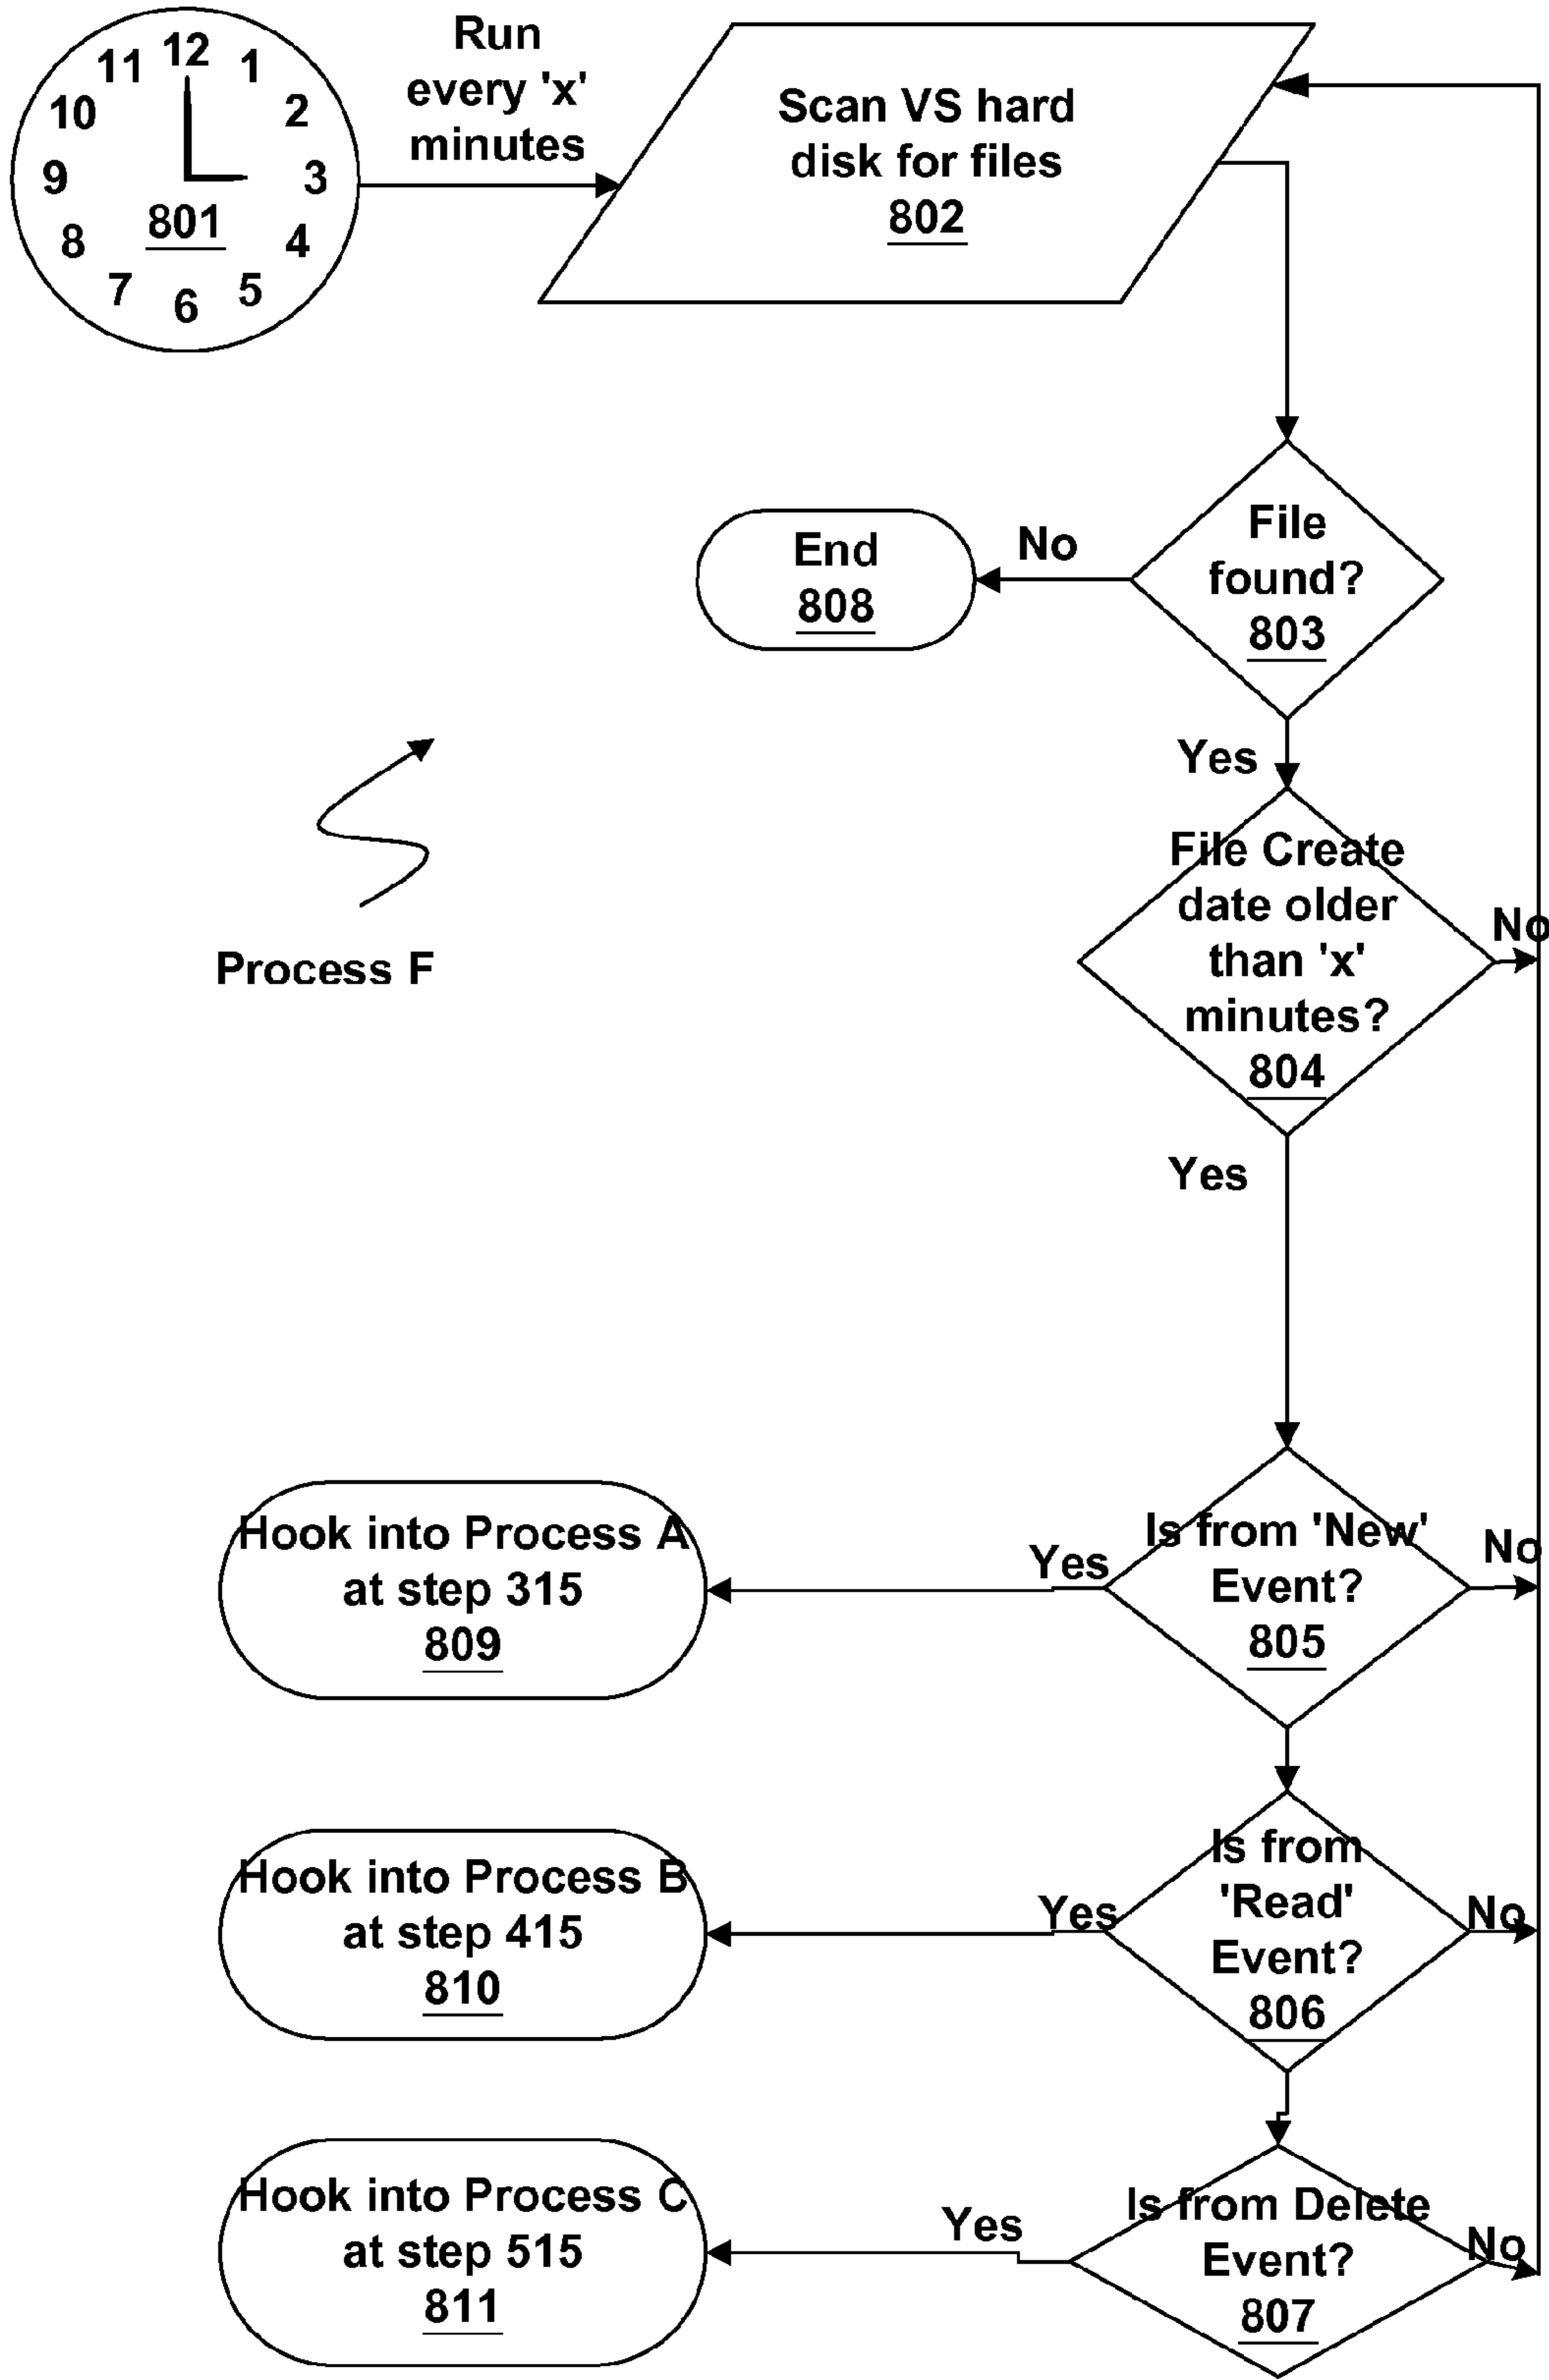 12
11
1
10
2
9
3
801
8
4
7
5
6
Run
every 'x'
minutes
Scan VS hard
disk for files
802
File
found?
803
No
End
808
Yes
File Create
date older
than 'x'
minutes?
804
No
Process F
Yes
Is from 'New'
Event?
805
Yes
No
Hook into Process A
at step 315
809
Is from
'Read'
Event?
806
Yes
No
Hook into Process B
at step 415
810
Is from Delete
Event?
807
Yes
No
Hook into Process C
at step 515
811